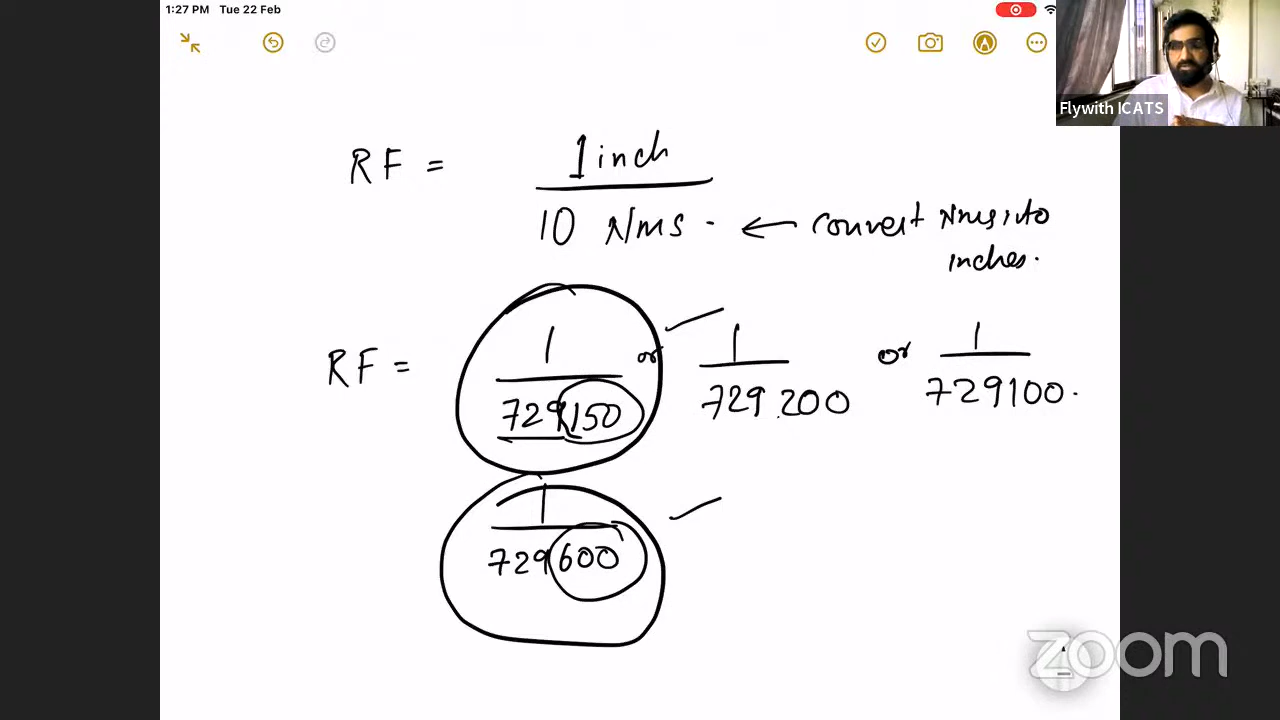 1:27 PM Tue 22 Feb
Flywith ICATS
RF = 1 inch
10 Nms. ← convert Nms into
inches.
RF = 1 or 1 or 1
729150 729200 729100.
1
729600
zoom